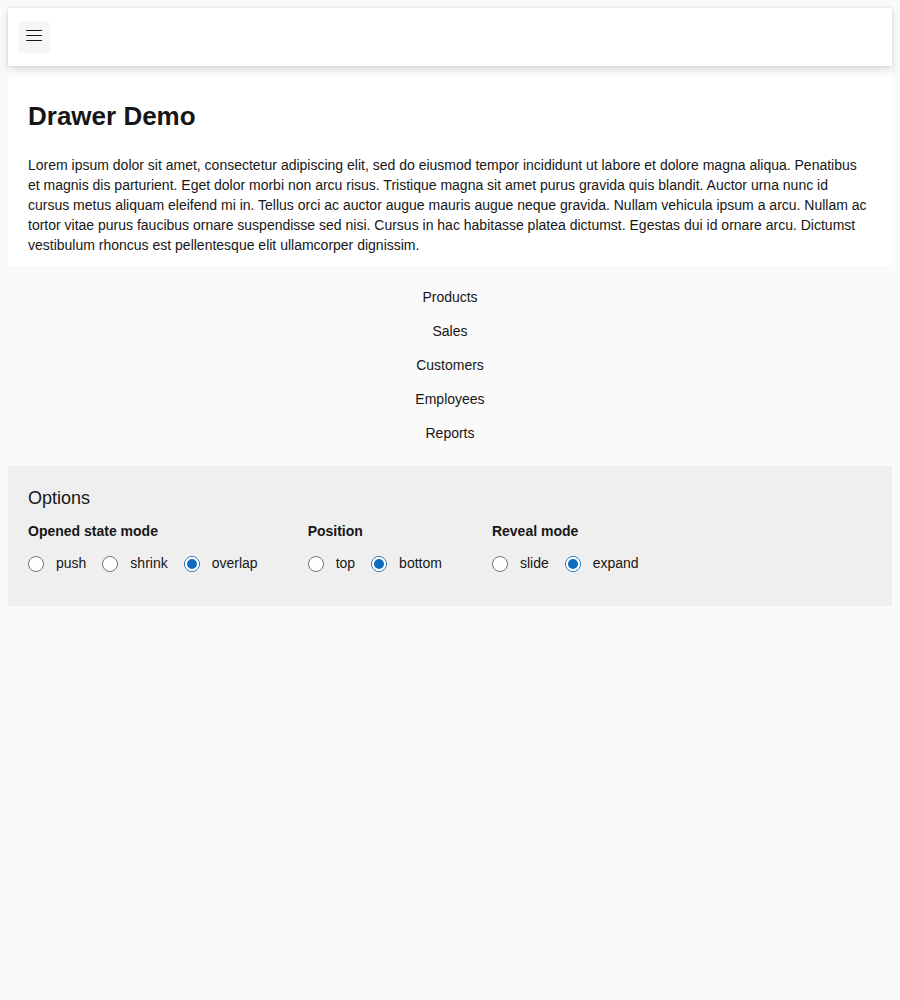 Drawer Demo
Lorem ipsum dolor sit amet, consectetur adipiscing elit, sed do eiusmod tempor incididunt ut labore et dolore magna aliqua. Penatibus
et magnis dis parturient. Eget dolor morbi non arcu risus. Tristique magna sit amet purus gravida quis blandit. Auctor urna nunc id
cursus metus aliquam eleifend mi in. Tellus orci ac auctor augue mauris augue neque gravida. Nullam vehicula ipsum a arcu. Nullam ac
tortor vitae purus faucibus ornare suspendisse sed nisi. Cursus in hac habitasse platea dictumst. Egestas dui id ornare arcu. Dictumst
vestibulum rhoncus est pellentesque elit ullamcorper dignissim.
Products
Sales
Customers
Employees
Reports
Options
Opened state mode Position Reveal mode
push shrink overlap top bottom slide expand